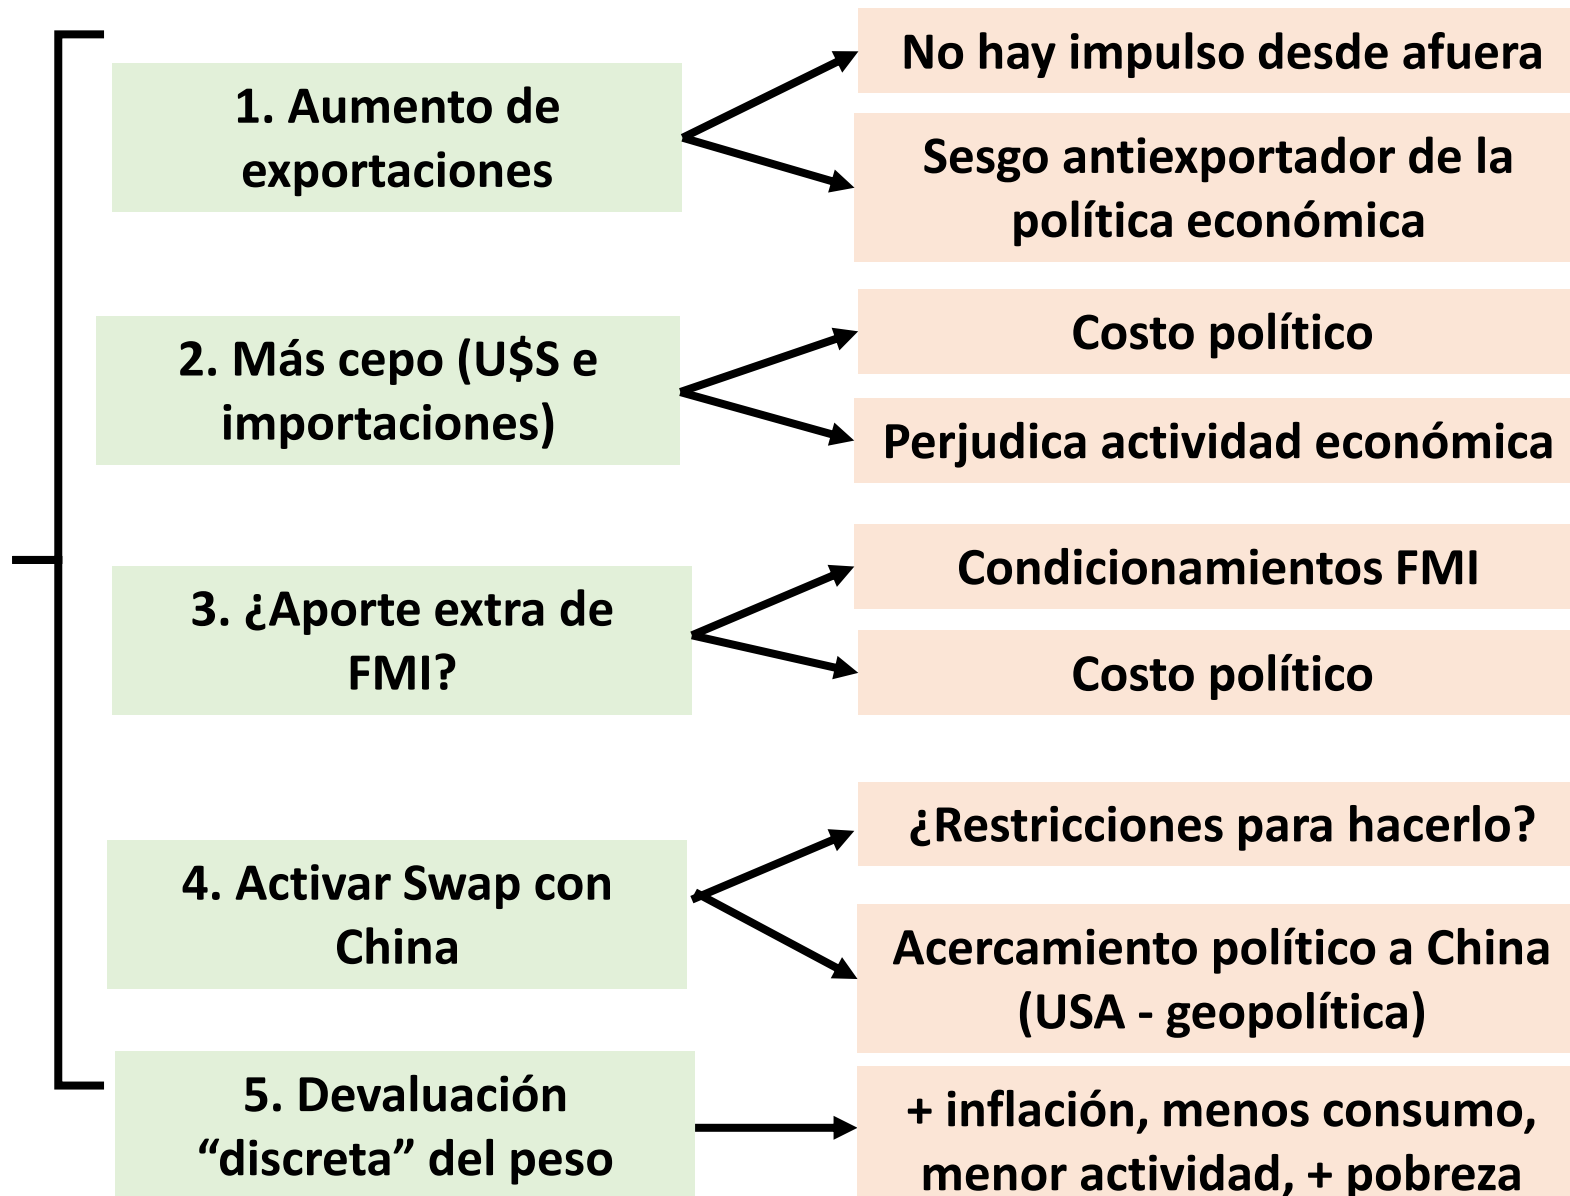 1. Aumento de
exportaciones
No hay impulso desde afuera
Sesgo antiexportador de la
política económica
2. Más cepo (U$S e
importaciones)
Costo político
Perjudica actividad económica
3. ¿Aporte extra de
FMI?
Condicionamientos FMI
Costo político
4. Activar Swap con
China
¿Restricciones para hacerlo?
Acercamiento político a China
(USA - geopolítica)
5. Devaluación
“discreta” del peso
+ inflación, menos consumo,
menor actividad, + pobreza